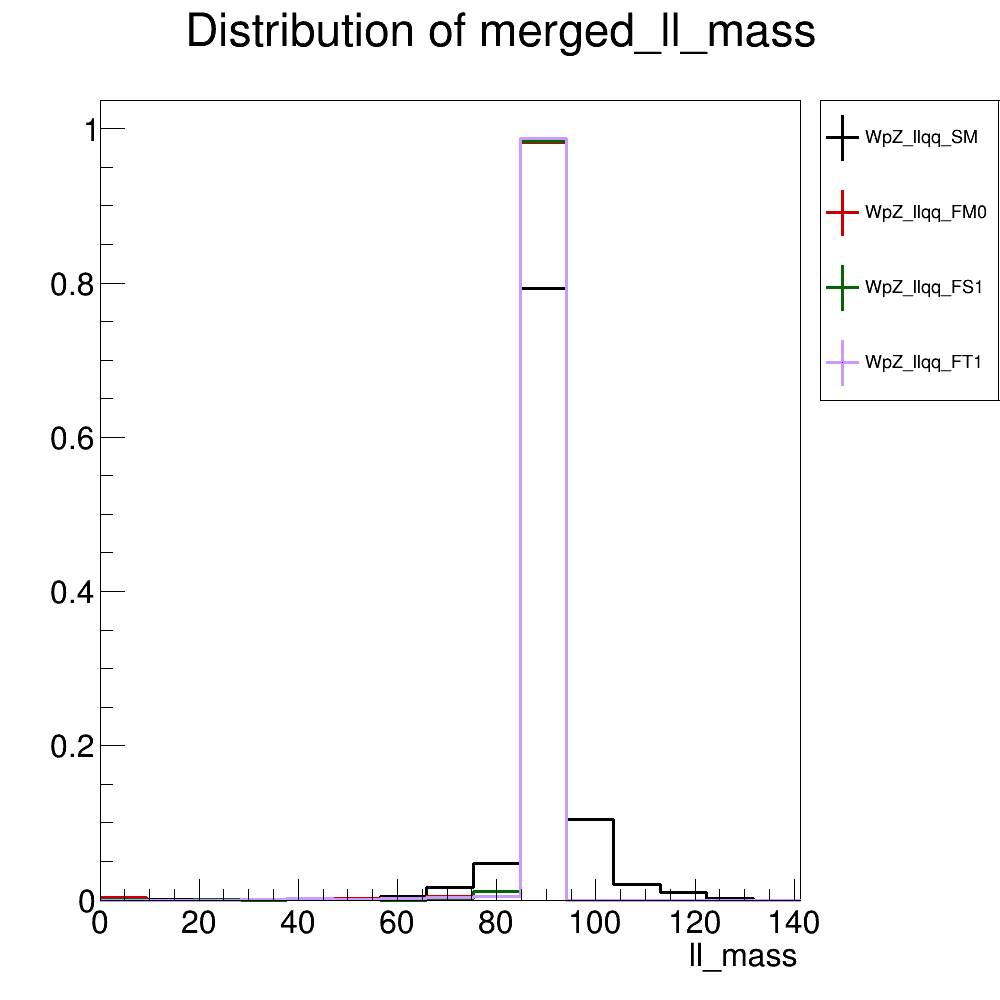 Distribution of merged_ll_mass
1
0.8
0.6
0.4
0.2
0
0 20 40 60 80 100 120 140
ll_mass
WpZ_llqq_SM
WpZ_llqq_FM0
WpZ_llqq_FS1
WpZ_llqq_FT1